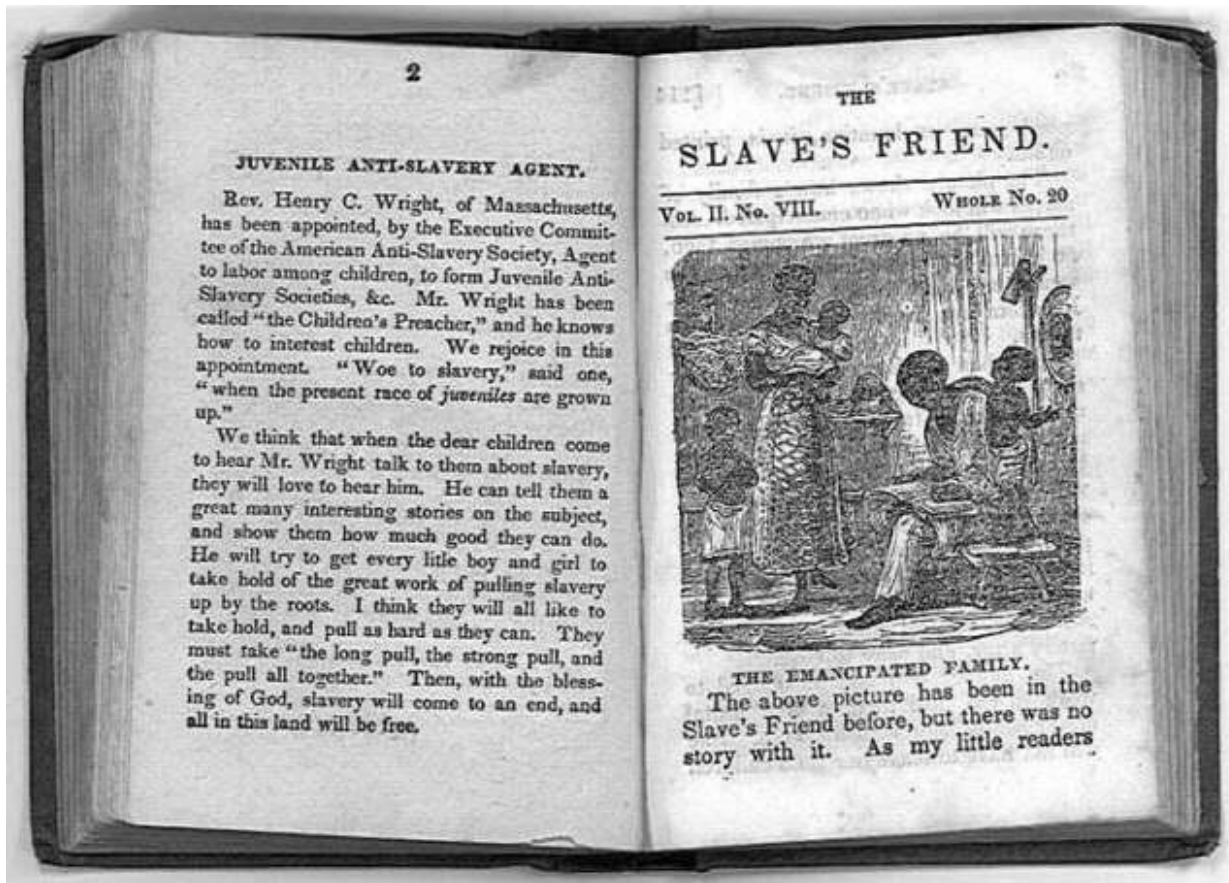 2
JUVENILE ANTI-SLAVERY AGENT.
Rev. Henry C. Wright, of Massachusetts,
has been appointed, by the Executive Commit-
tee of the American Anti-Slavery Society, Agent
to labor among children, to form Juvenile Anti-
Slavery Societies, &c. Mr. Wright has been
called "the Children's Preacher," and he knows
how to interest children. We rejoice in this
appointment. "Woe to slavery," said one,
"when the present race of juveniles are grown
up."
We think that when the dear children come
to hear Mr. Wright talk to them about slavery,
they will love to hear him. He can tell them a
great many interesting stories on the subject,
and show them how much good they can do.
He will try to get every little boy and girl to
take hold of the great work of pulling slavery
up by the roots. I think they will all like to
take hold, and pull as hard as they can. They
must take "the long pull, the strong pull, and
the pull all together." Then, with the bless-
ing of God, slavery will come to an end, and
all in this land will be free.
THE
SLAVE'S FRIEND.
VOL. II. NO. VIII. WHOLE NO. 20
THE EMANCIPATED FAMILY.
The above picture has been in the
Slave's Friend before, but there was no
story with it. As my little readers